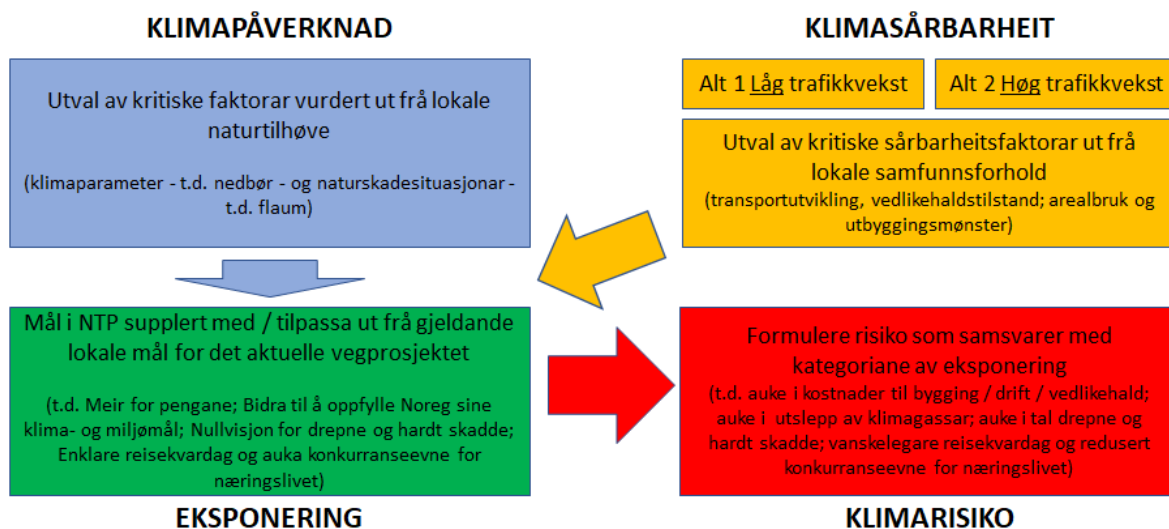 KLIMAPÅVERKNAD
Utval av kritiske faktorar vurdert ut frå lokale
naturtilhøve
(klimaparameter - t.d. nedbør - og naturskadesituasjonar -
t.d. flaum)
KLIMASÅRBARHEIT
Alt 1 Låg trafikkvekst
Alt 2 Høg trafikkvekst
Utval av kritiske sårbarheitsfaktorar ut frå
lokale samfunnsforhold
(transportutvikling, vedlikehaldstilstand; arealbruk og
utbyggingsmønster)
Mål i NTP supplert med / tilpassa ut frå gjeldande
lokale mål for det aktuelle vegprosjektet
(t.d. Meir for pengane; Bidra til å oppfylle Noreg sine
klima- og miljømål; Nullvisjon for drepne og hardt skadde;
Enklare reisekvardag og auka konkurranseevne for
næringslivet)
EKSPONERING
Formulere risiko som samsvarer med
kategoriane av eksponering
(t.d. auke i kostnader til bygging / drift / vedlikehald;
auke i utslepp av klimagassar; auke i tal drepne og
hardt skadde; vanskelegare reisekvardag og redusert
konkurranseevne for næringslivet)
KLIMARISIKO